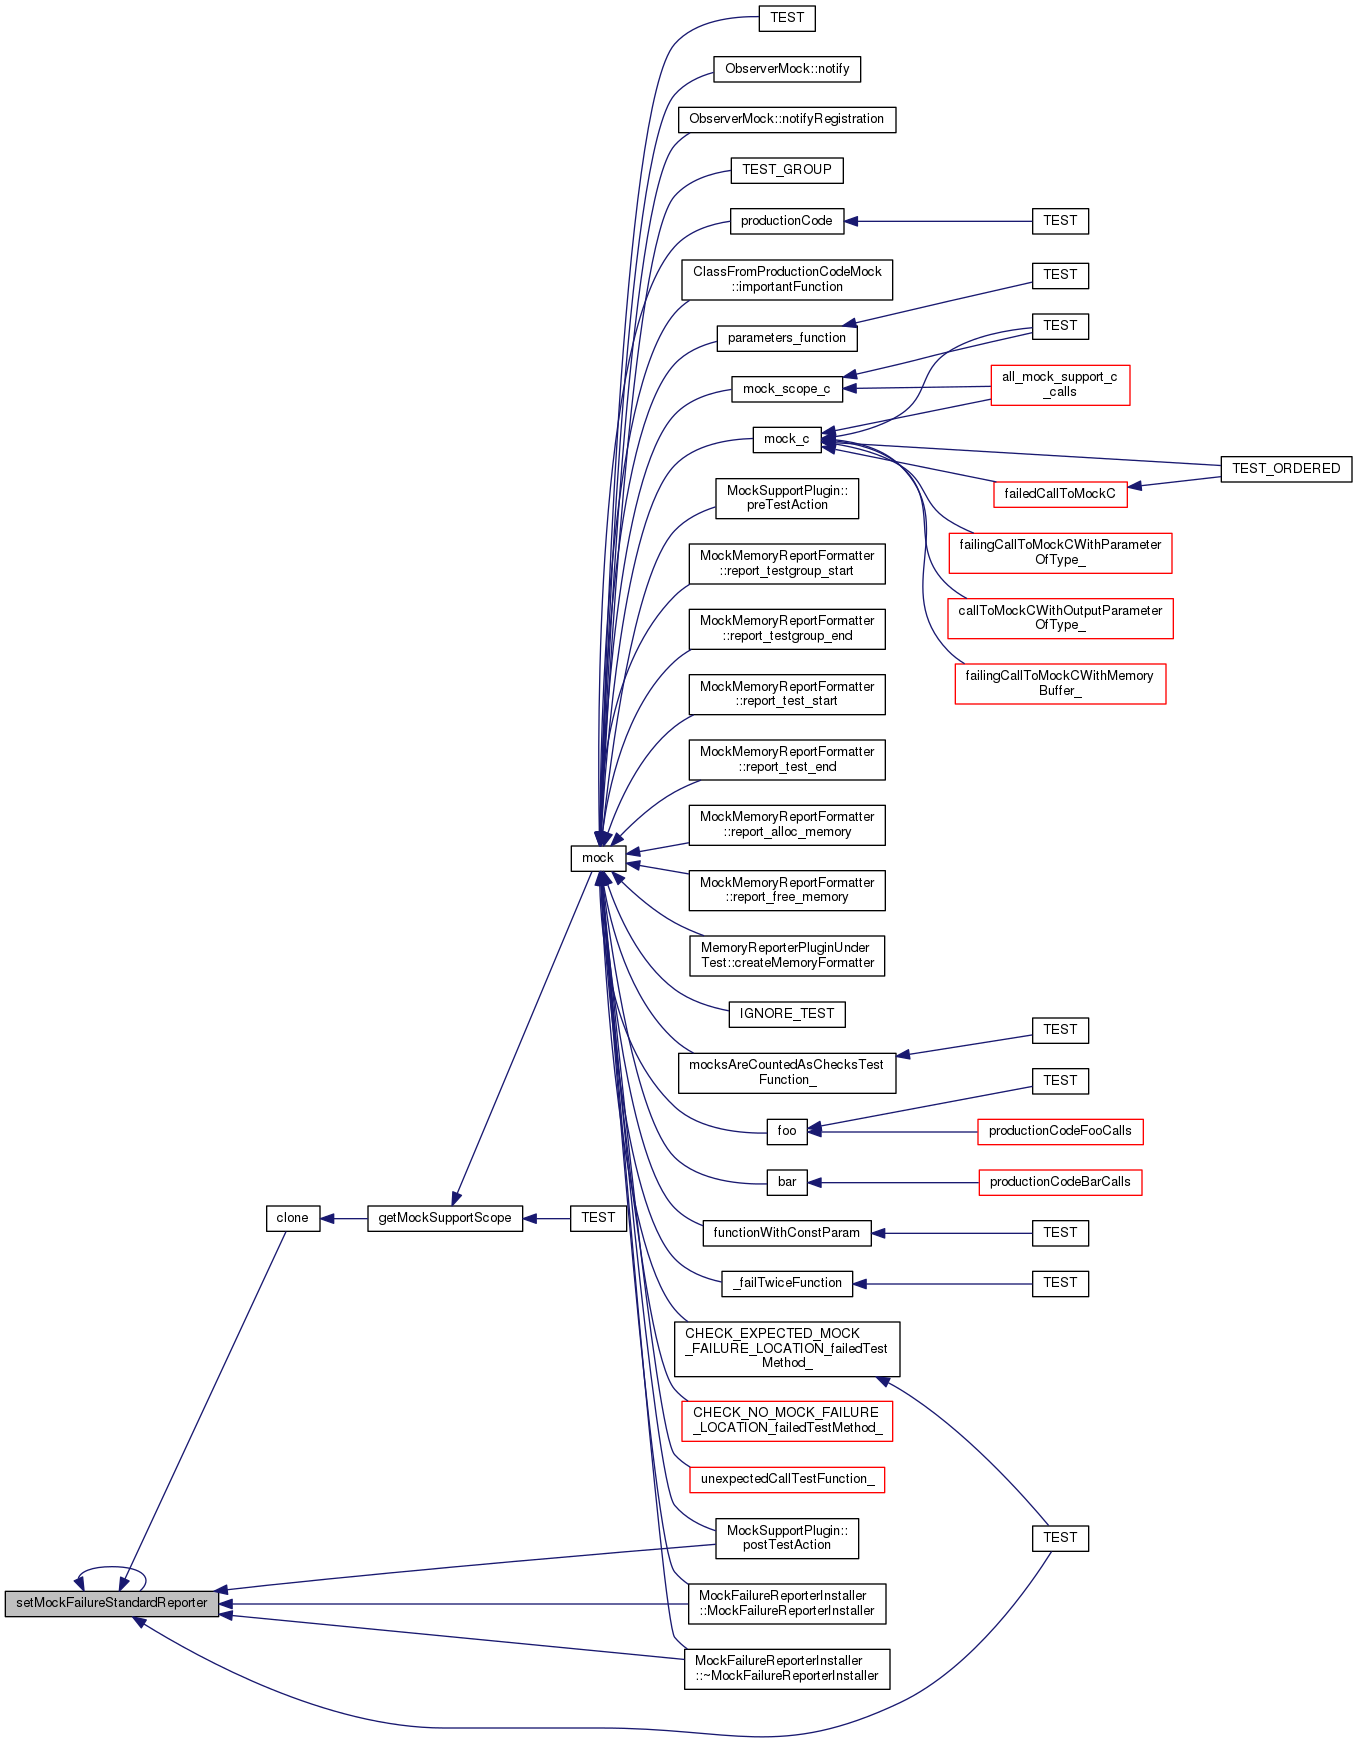 TEST
ObserverMock::notify
ObserverMock::notifyRegistration
TEST_GROUP
productionCode
TEST
ClassFromProductionCodeMock
::importantFunction
TEST
parameters_function
TEST
mock_scope_c
all_mock_support_c
_calls
mock_c
TEST_ORDERED
MockSupportPlugin::
preTestAction
failedCallToMockC
failingCallToMockCWithParameter
OfType_
MockMemoryReportFormatter
::report_testgroup_start
callToMockCWithOutputParameter
OfType_
MockMemoryReportFormatter
::report_testgroup_end
failingCallToMockCWithMemory
Buffer_
MockMemoryReportFormatter
::report_test_start
MockMemoryReportFormatter
::report_test_end
MockMemoryReportFormatter
::report_alloc_memory
mock
MockMemoryReportFormatter
::report_free_memory
MemoryReporterPluginUnder
Test::createMemoryFormatter
IGNORE_TEST
TEST
mocksAreCountedAsChecksTest
Function_
TEST
foo
productionCodeFooCalls
bar
productionCodeBarCalls
clone
getMockSupportScope
TEST
functionWithConstParam
TEST
_failTwiceFunction
TEST
CHECK_EXPECTED_MOCK
_FAILURE_LOCATION_failedTest
Method_
CHECK_NO_MOCK_FAILURE
_LOCATION_failedTestMethod_
unexpectedCallTestFunction_
MockSupportPlugin::
postTestAction
TEST
setMockFailureStandardReporter
MockFailureReporterInstaller
::MockFailureReporterInstaller
MockFailureReporterInstaller
::~MockFailureReporterInstaller